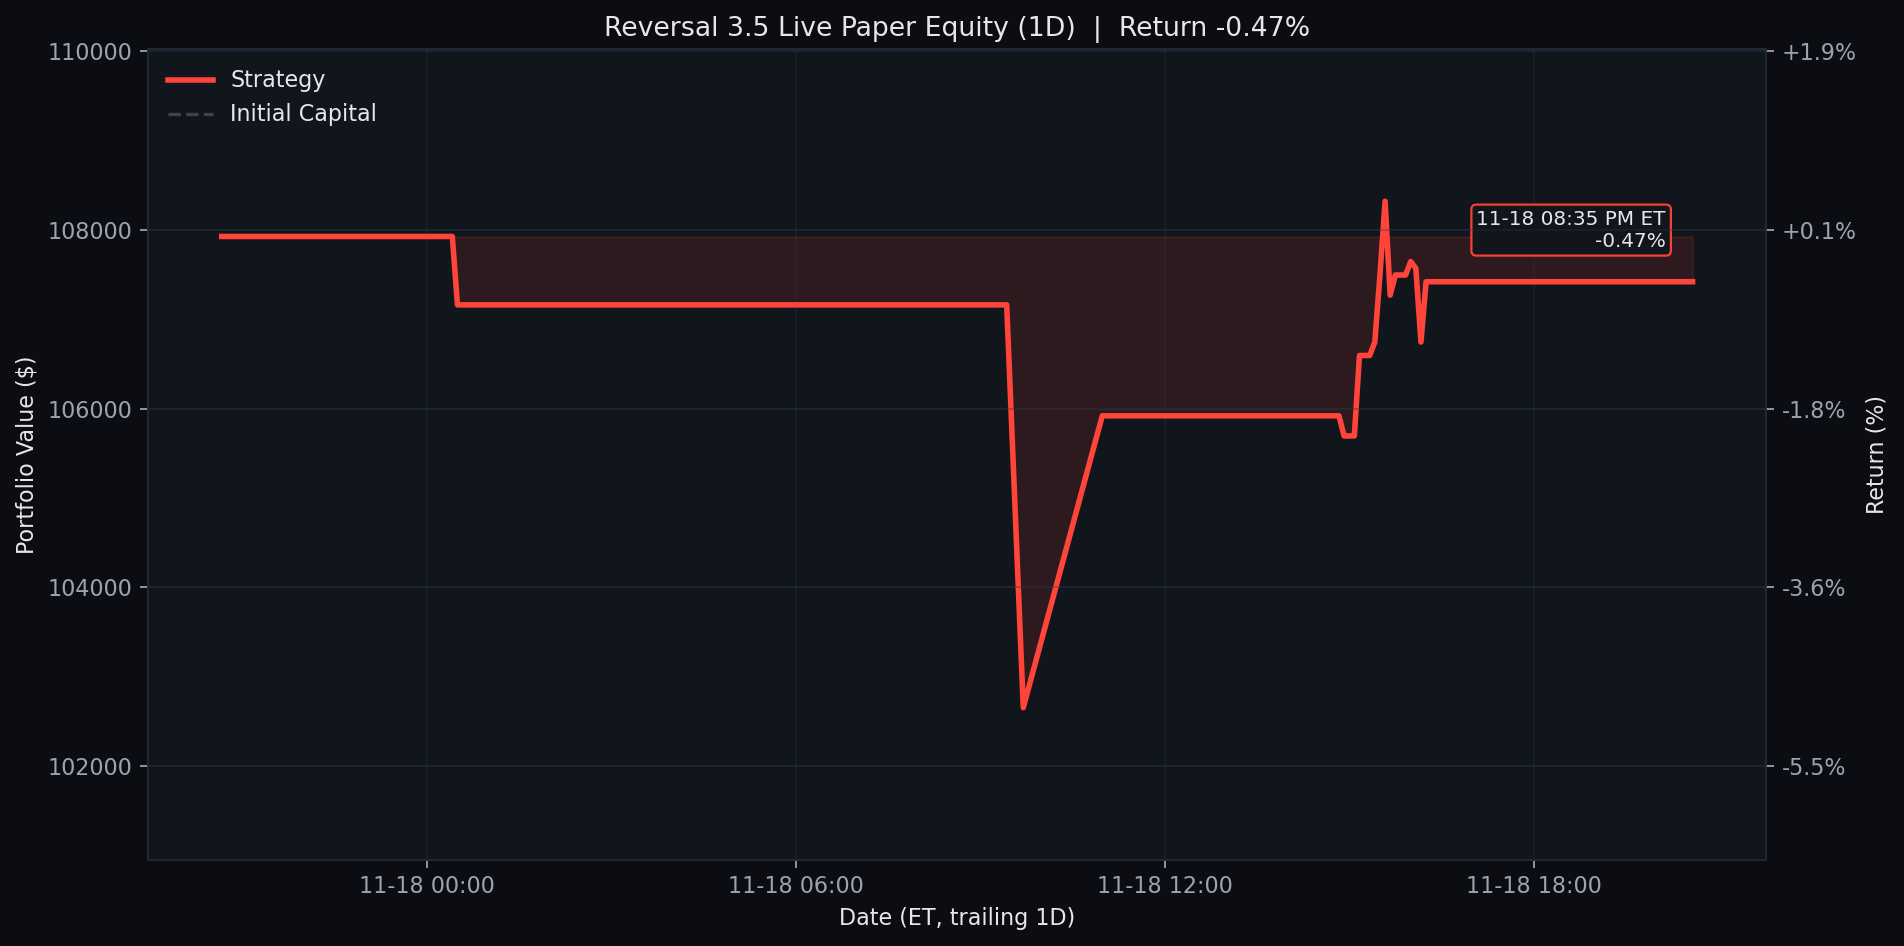 Reversal 3.5 Live Paper Equity (1D) | Return -0.47%
Strategy
Initial Capital
110000
108000
106000
104000
102000
Portfolio Value ($)
+1.9%
+0.1%
-1.8%
-3.6%
-5.5%
Return (%)
11-18 08:35 PM ET
-0.47%
11-18 00:00
11-18 06:00
11-18 12:00
11-18 18:00
Date (ET, trailing 1D)